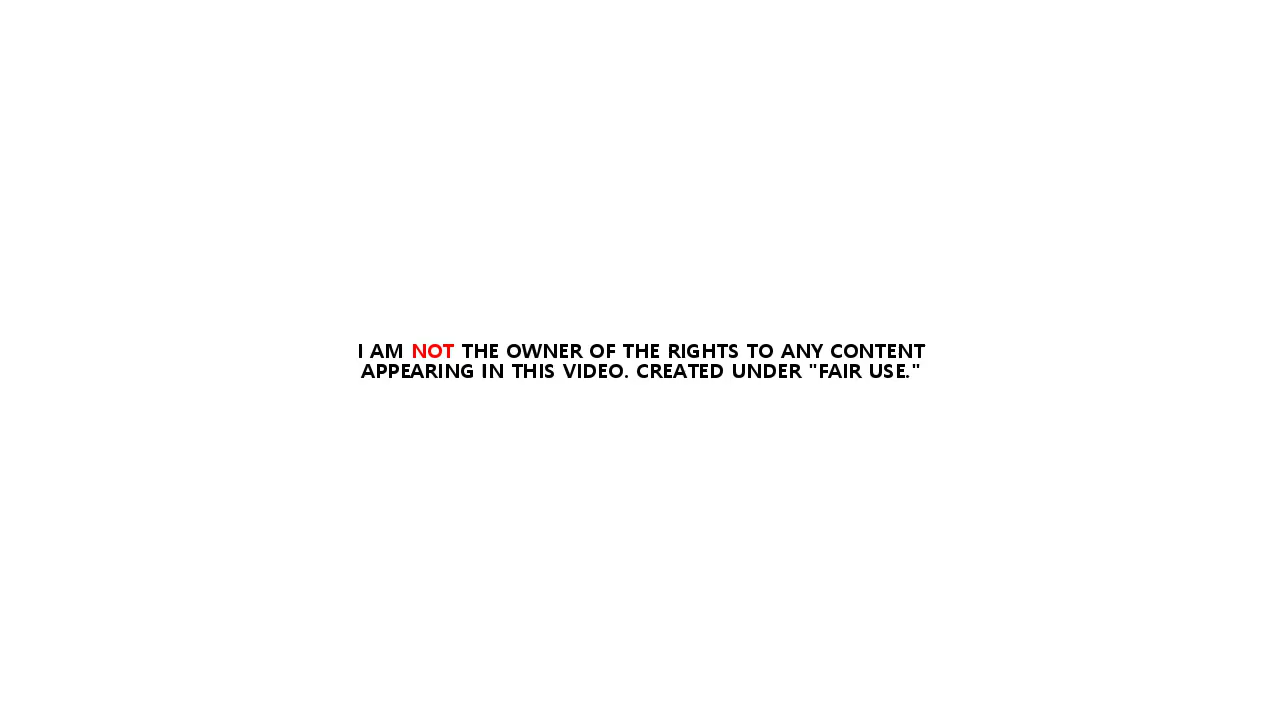 I AM NOT THE OWNER OF THE RIGHTS TO ANY CONTENT
APPEARING IN THIS VIDEO. CREATED UNDER "FAIR USE."